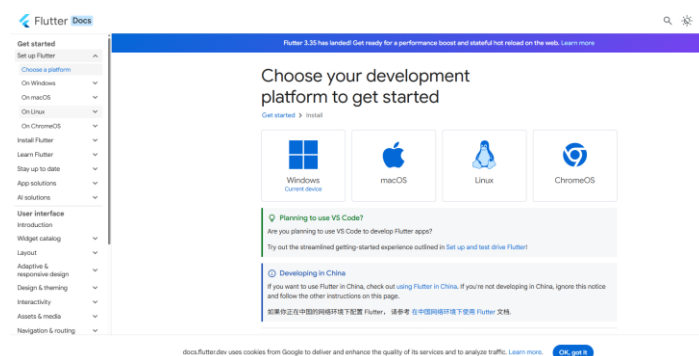 Flutter Docs
Flutter 3.35 has landed! Get ready for a performance boost and stateful hot reload on the web. Learn more
Get started
Set up Flutter
Choose a platform
On Windows
On macOS
On Linux
On ChromeOS
Install Flutter
Learn Flutter
Stay up to date
App solutions
AI solutions
User interface
Introduction
Widget catalog
Layout
Adaptive &
responsive design
Design & theming
Interactivity
Assets & media
Navigation & routing
Choose your development
platform to get started
Get started > Install
Windows
Current device
macOS
Linux
ChromeOS
Planning to use VS Code?
Are you planning to use VS Code to develop Flutter apps?
Try out the streamlined getting-started experience outlined in Set up and test drive Flutter!
Developing in China
If you want to use Flutter in China, check out using Flutter in China. If you're not developing in China, ignore this notice
and follow the other instructions on this page.
如果你正在中国的网络环境下配置 Flutter， 请参考 在中国网络环境下使用 Flutter 文档.
docs.flutter.dev uses cookies from Google to deliver and enhance the quality of its services and to analyze traffic. Learn more. OK, got it